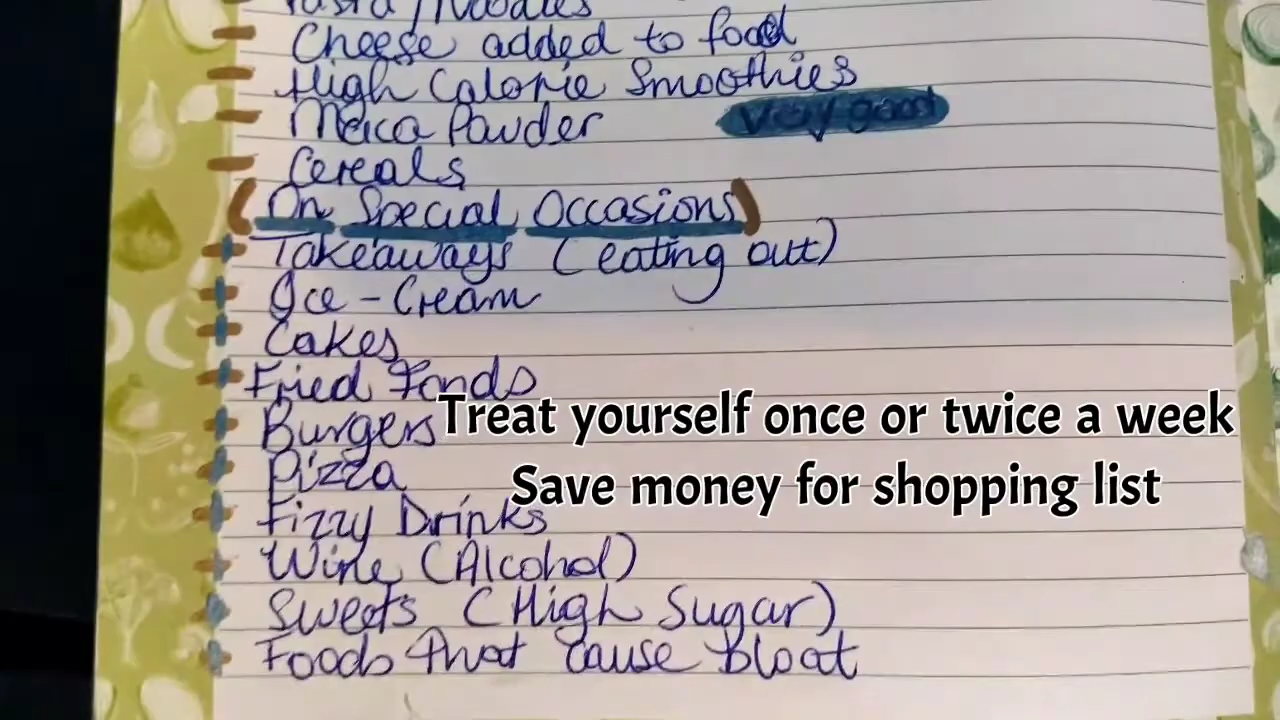 Pasta / Noodles
Cheese added to food
High Calorie Smoothies
Maca Powder Very good
Cereals
(On Special Occasions)
Takeaways (eating out)
Ice - Cream
Cakes
Fried Foods
Burgers
Treat yourself once or twice a week
Pizza
Save money for shopping list
Fizzy Drinks
Wine (Alcohol)
Sweets (High Sugar)
Foods that cause bloat